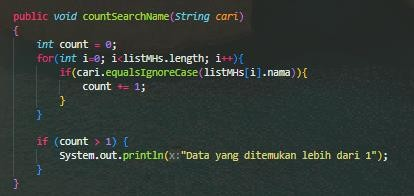 public void countSearchName(String cari)
{
int count = 0;
for(int i=0; i<listMHs.length; i++){
if(cari.equalsIgnoreCase(listMHs[i].nama)){
count += 1;
}
}
if (count > 1) {
System.out.println(x:"Data yang ditemukan lebih dari 1");
}
}